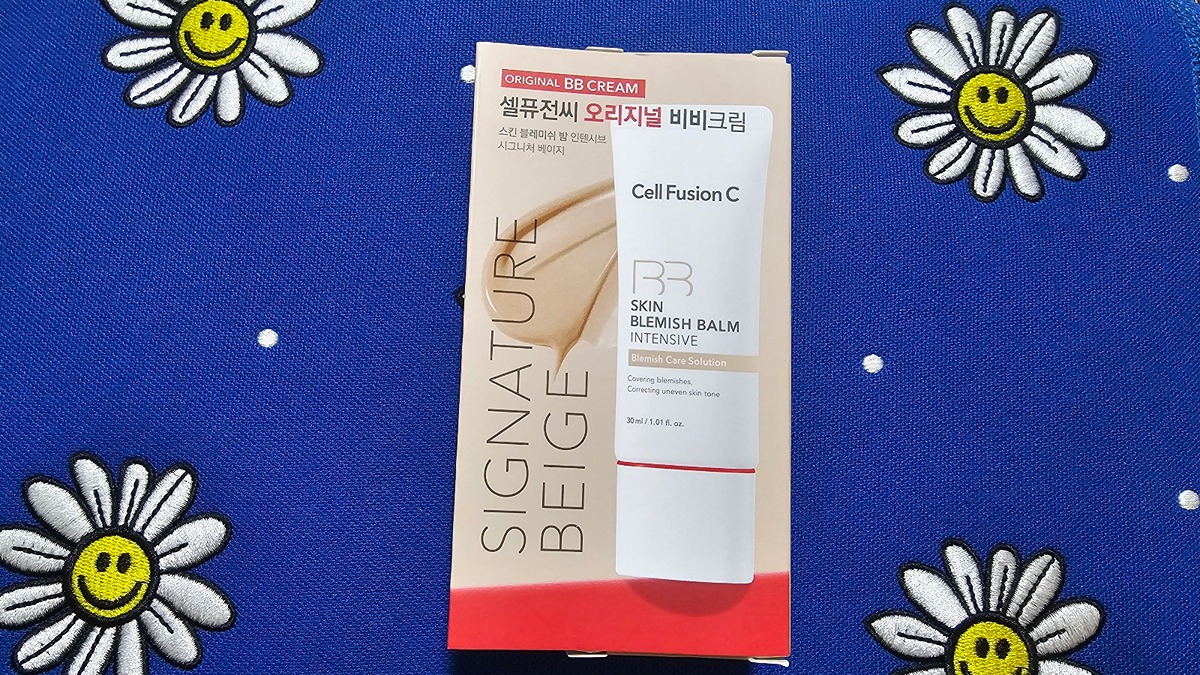 ORIGINAL BB CREAM
셀퓨전씨 오리지널 비비크림
스킨 블레미쉬 밤 인텐시브
시그니처 베이지
SIGNATURE
BEIGE
Cell Fusion C
BB
SKIN
BLEMISH BALM
INTENSIVE
Blemish Care Solution
Covering blemishes,
Correcting uneven skin tone
30ml / 1.01 fl. oz.